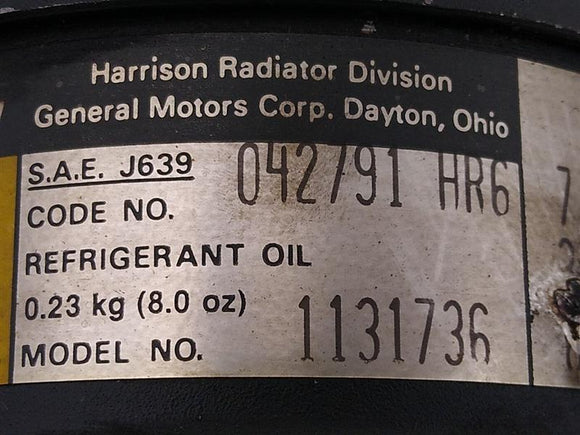 Harrison Radiator Division
General Motors Corp. Dayton, Ohio
S.A.E. J639
CODE NO. 042791 HR6
REFRIGERANT OIL
0.23 kg (8.0 oz)
MODEL NO. 1131736
7